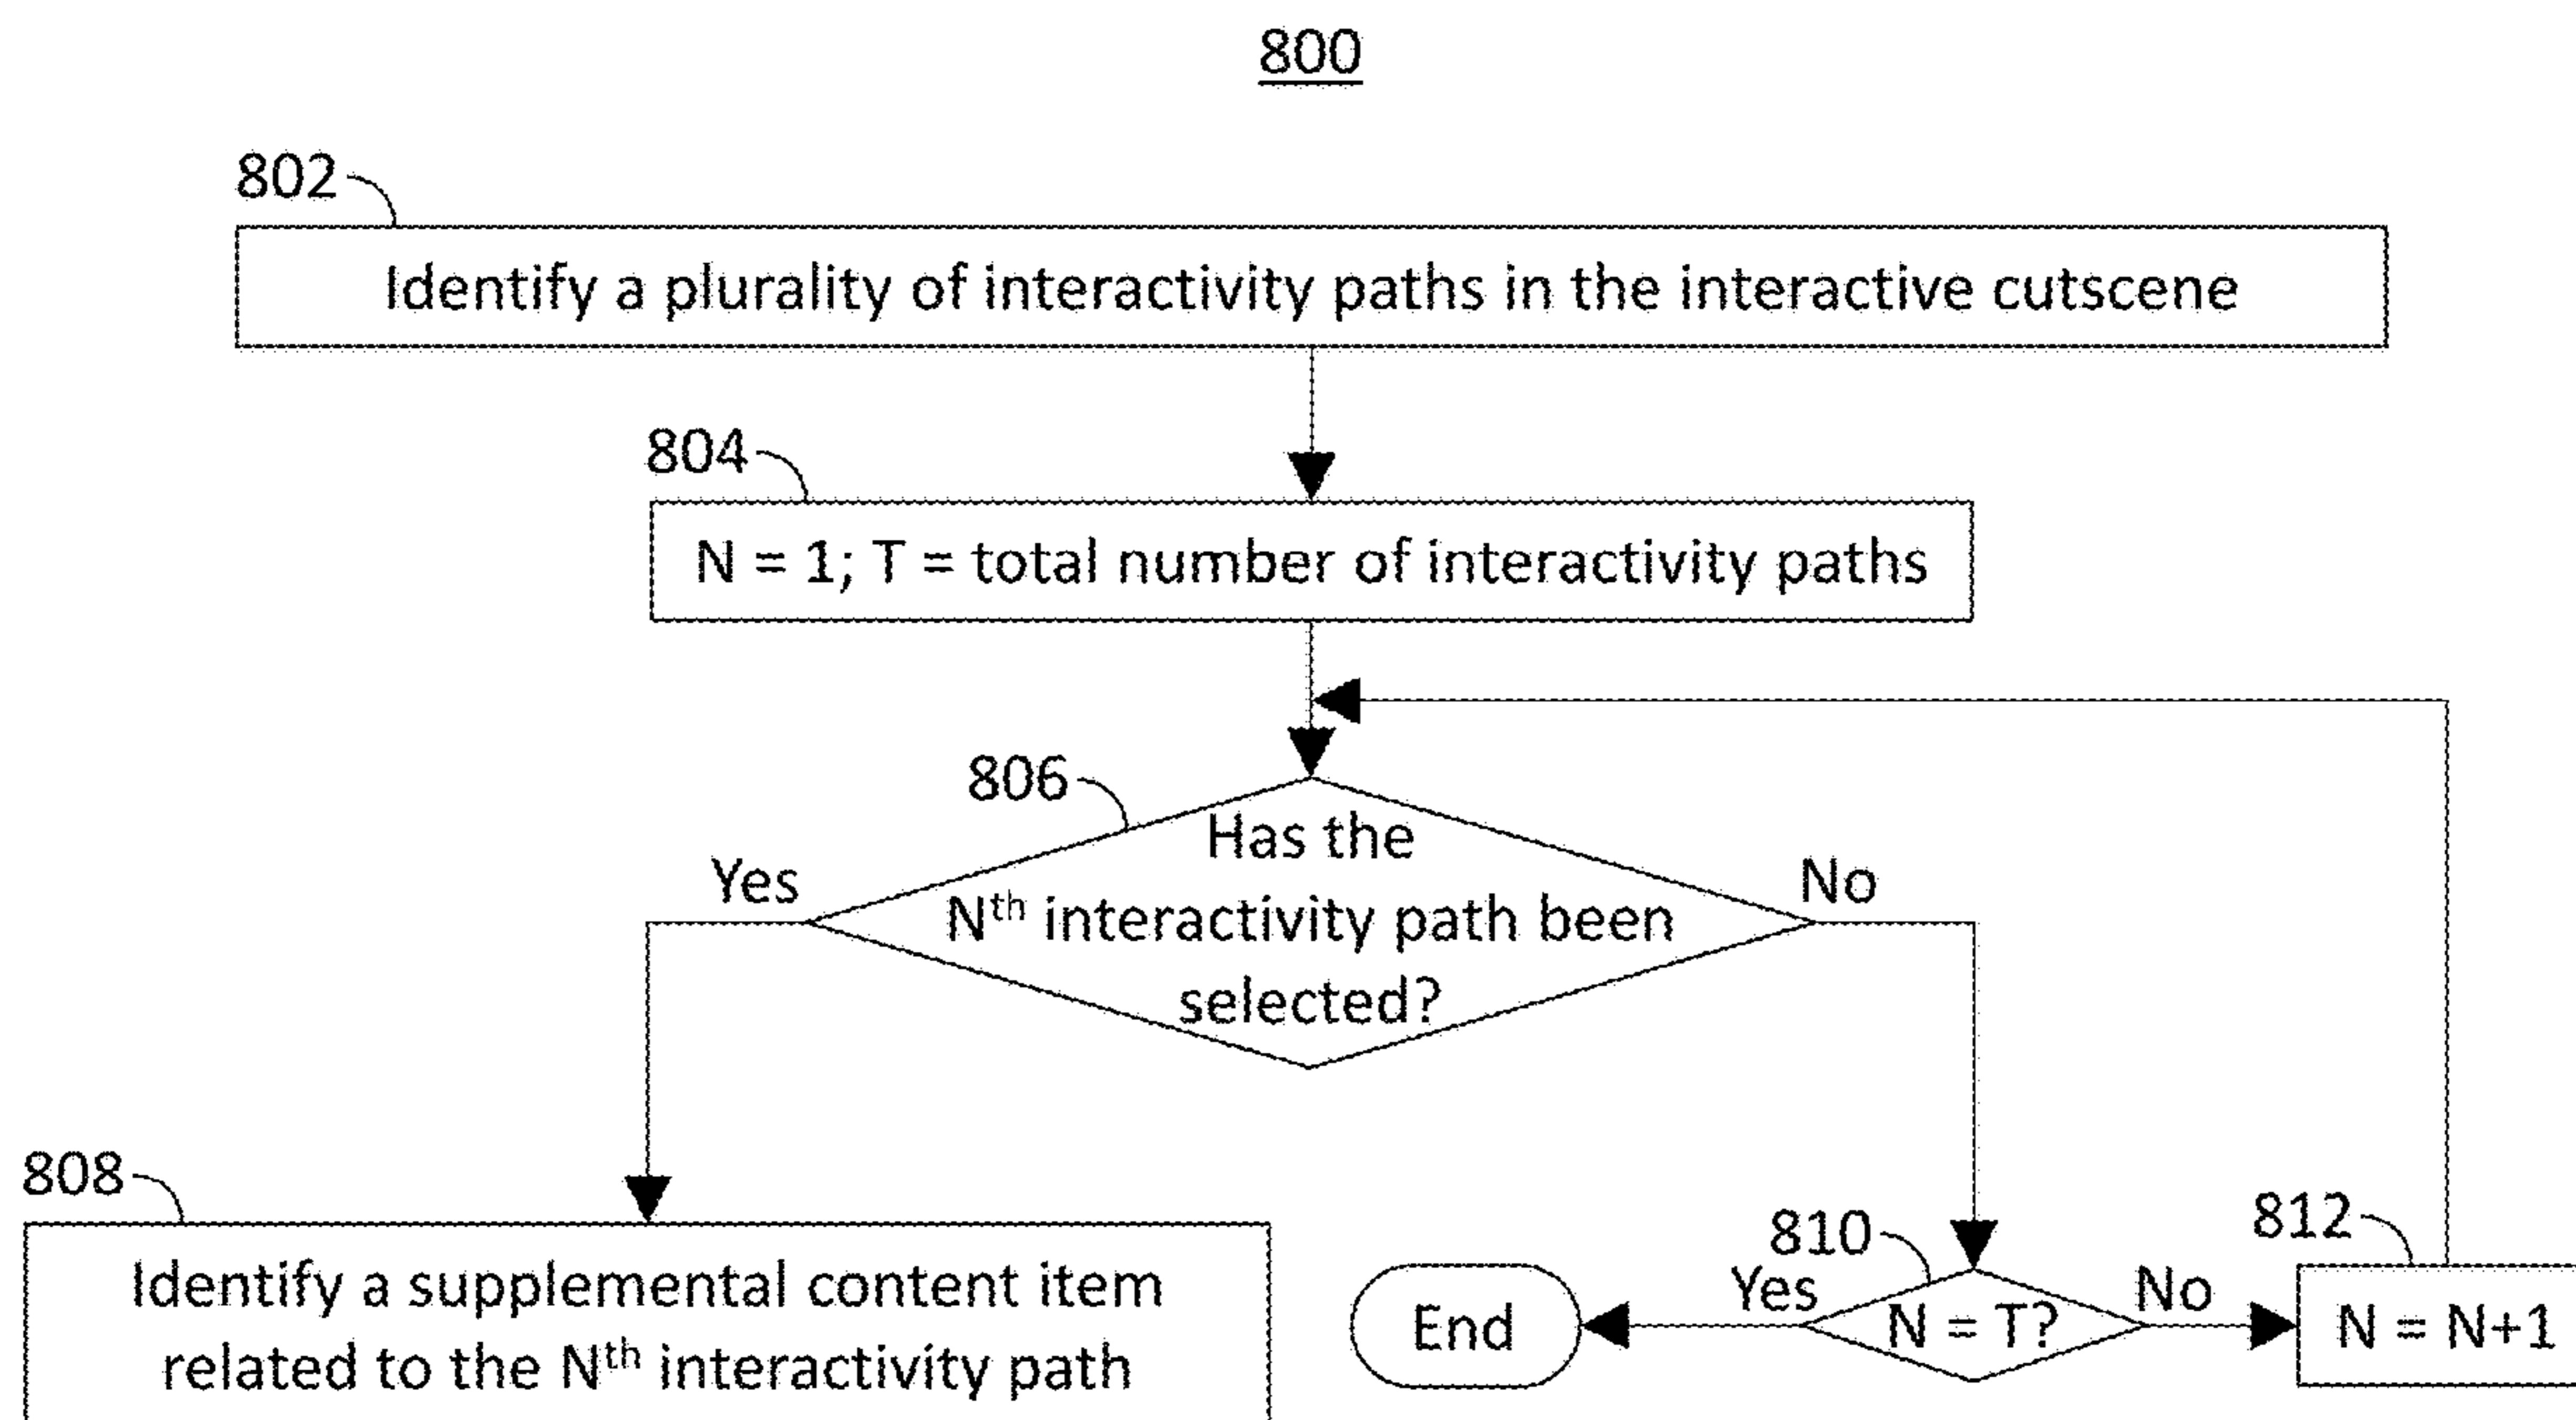 800
802
Identify a plurality of interactivity paths in the interactive cutscene
804
N = 1; T = total number of interactivity paths
806
Has the
Nth interactivity path been
selected?
Yes
No
808
Identify a supplemental content item
related to the Nth interactivity path
End
810
Yes
N = T?
No
812
N = N+1